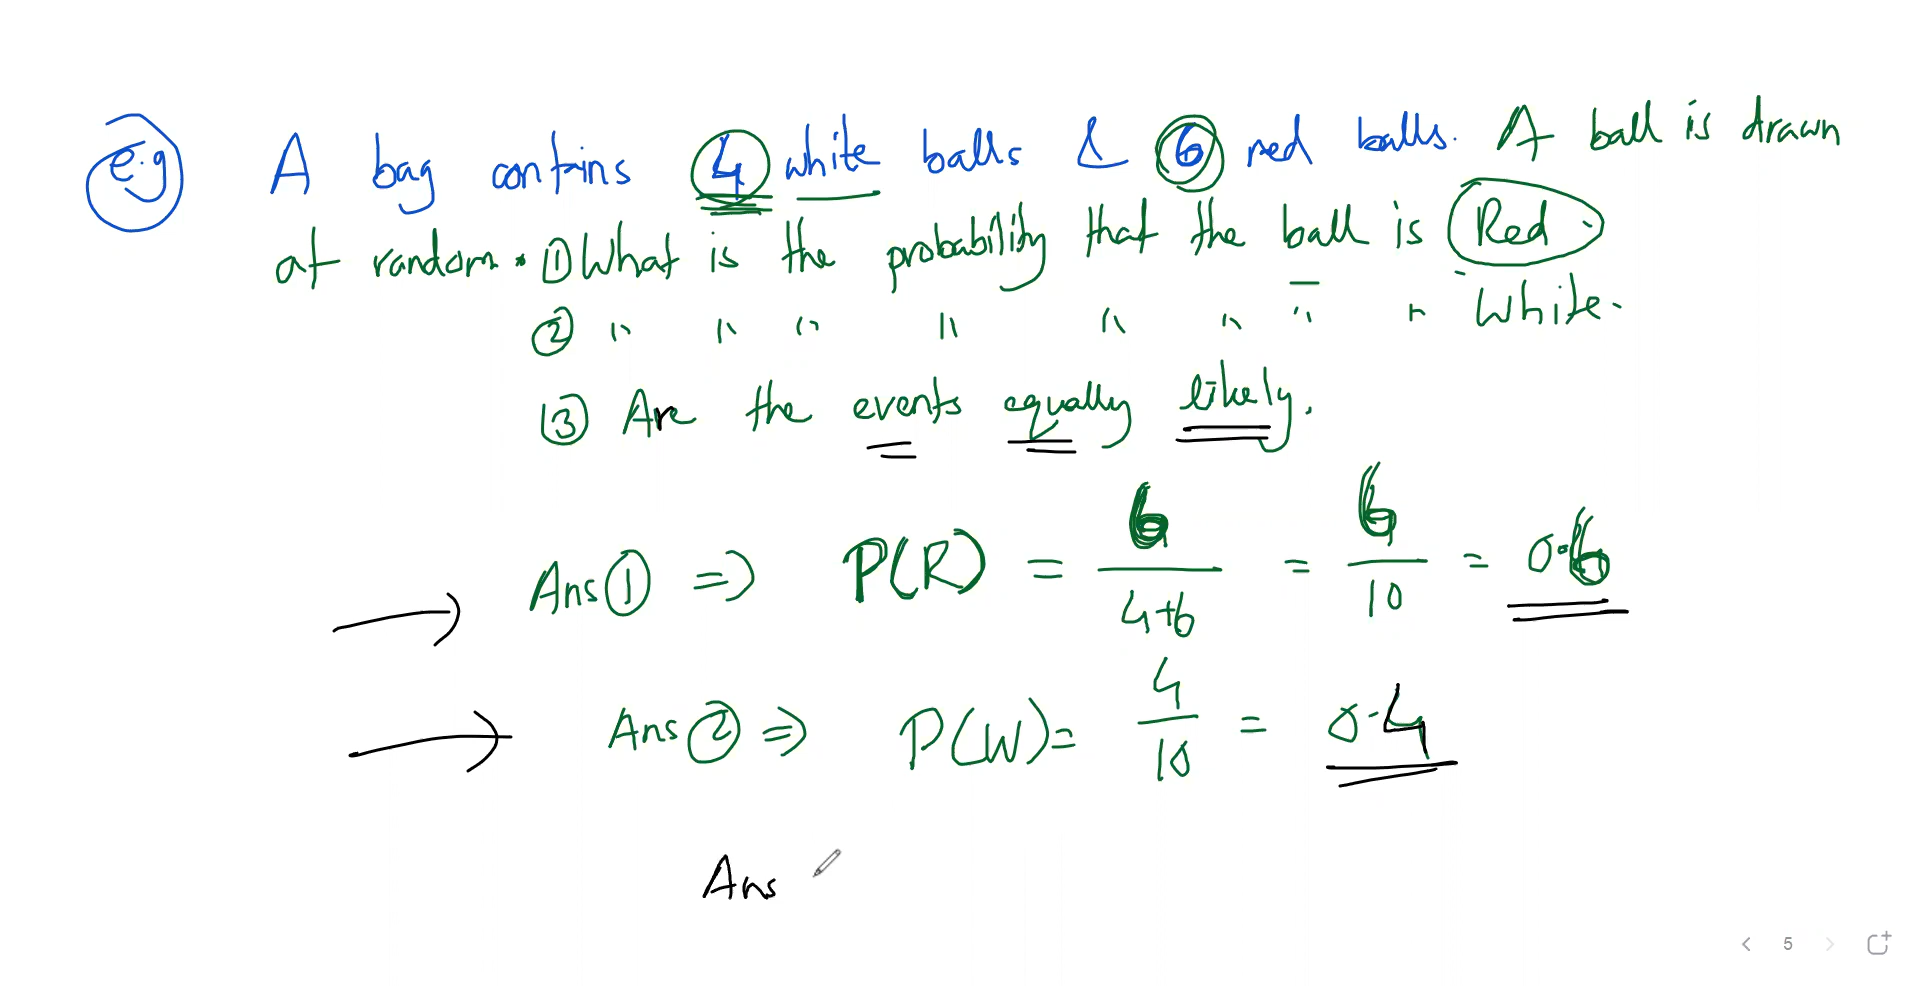 e.g A bag contains 4 white balls & 6 red balls. A ball is drawn
at random. ① What is the probability that the ball is Red.
② " " " " " " " " White.
③ Are the events equally likely.
Ans ① => P(R) = 6/(4+6) = 6/10 = 0.6
Ans ② => P(W) = 4/10 = 0.4
Ans
5